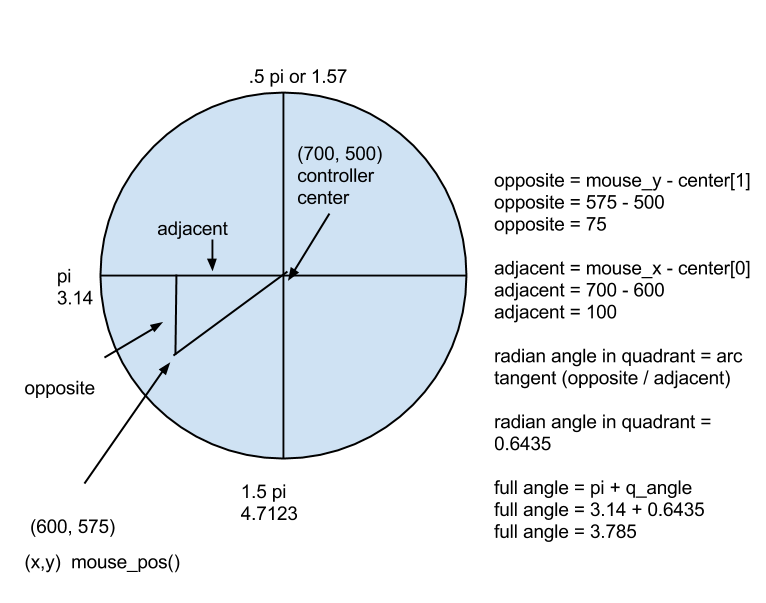 .5 pi or 1.57
(700, 500)
controller
center
adjacent
pi
3.14
opposite
1.5 pi
4.7123
(600, 575)
(x,y) mouse_pos()
opposite = mouse_y - center[1]
opposite = 575 - 500
opposite = 75
adjacent = mouse_x - center[0]
adjacent = 700 - 600
adjacent = 100
radian angle in quadrant = arc
tangent (opposite / adjacent)
radian angle in quadrant =
0.6435
full angle = pi + q_angle
full angle = 3.14 + 0.6435
full angle = 3.785